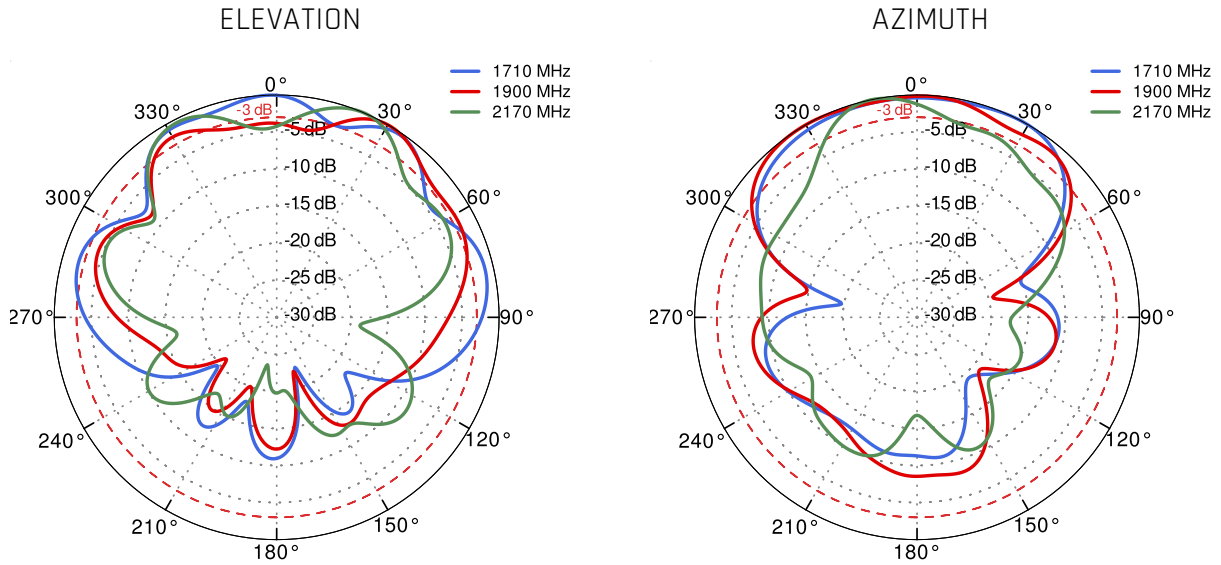 ELEVATION
1710 MHz
1900 MHz
2170 MHz
0°
330°
30°
-3 dB
-5 dB
-10 dB
300°
60°
-15 dB
-20 dB
-25 dB
-30 dB
270°
90°
240°
120°
210°
150°
180°
AZIMUTH
1710 MHz
1900 MHz
2170 MHz
0°
330°
30°
-3 dB
-5 dB
-10 dB
300°
60°
-15 dB
-20 dB
-25 dB
-30 dB
270°
90°
240°
120°
210°
150°
180°